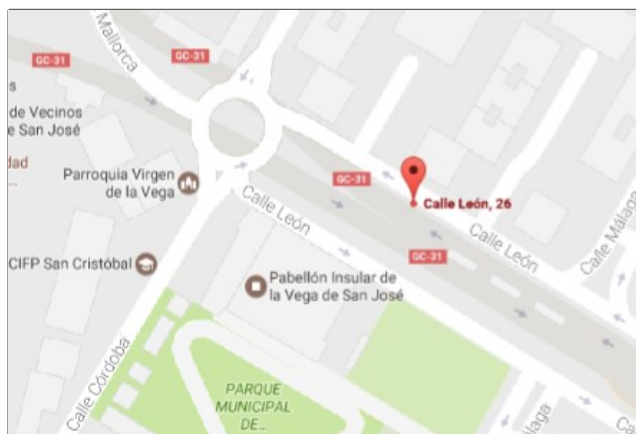 Mallorca
GC-31
GC-31
s
de Vecinos
e San José
dad
...
Parroquia Virgen
de la Vega
GC-31
Calle León, 26
Calle León
Calle León
Calle Málaga
GC-31
CIFP San Cristóbal
Pabellón Insular de
la Vega de San José
Calle Córdoba
PARQUE
MUNICIPAL
DE...
laga
Ca